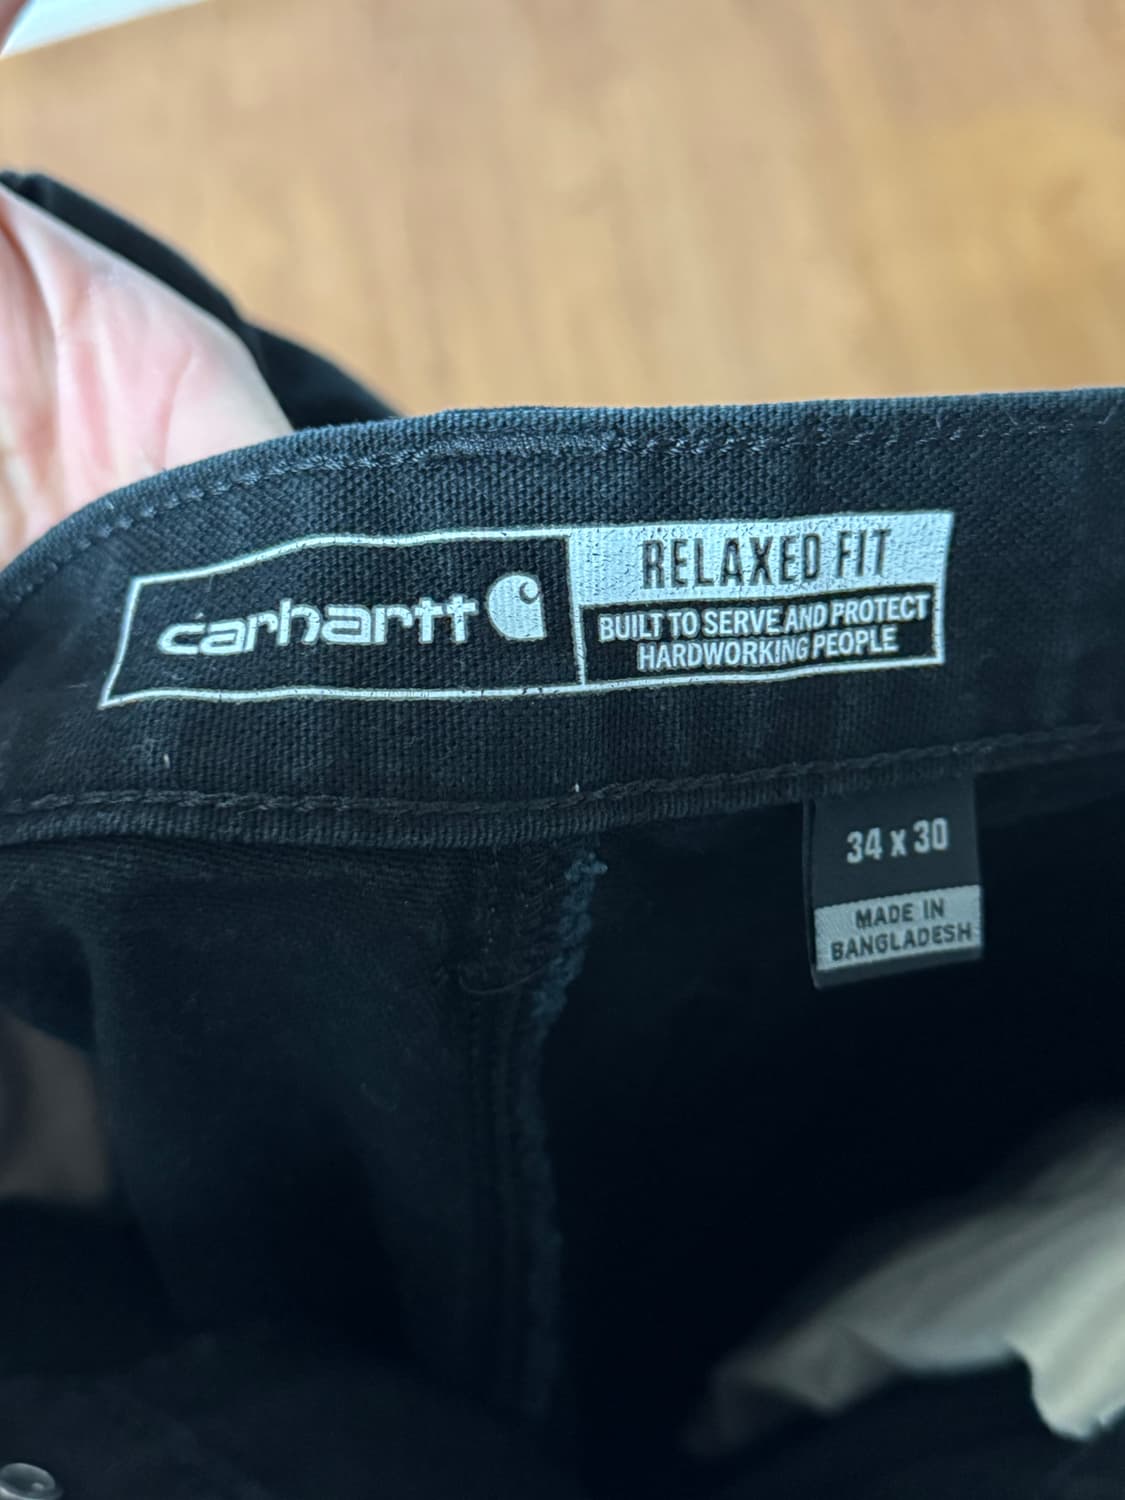 carhartt
RELAXED FIT
BUILT TO SERVE AND PROTECT
HARDWORKING PEOPLE
34 x 30
MADE IN
BANGLADESH